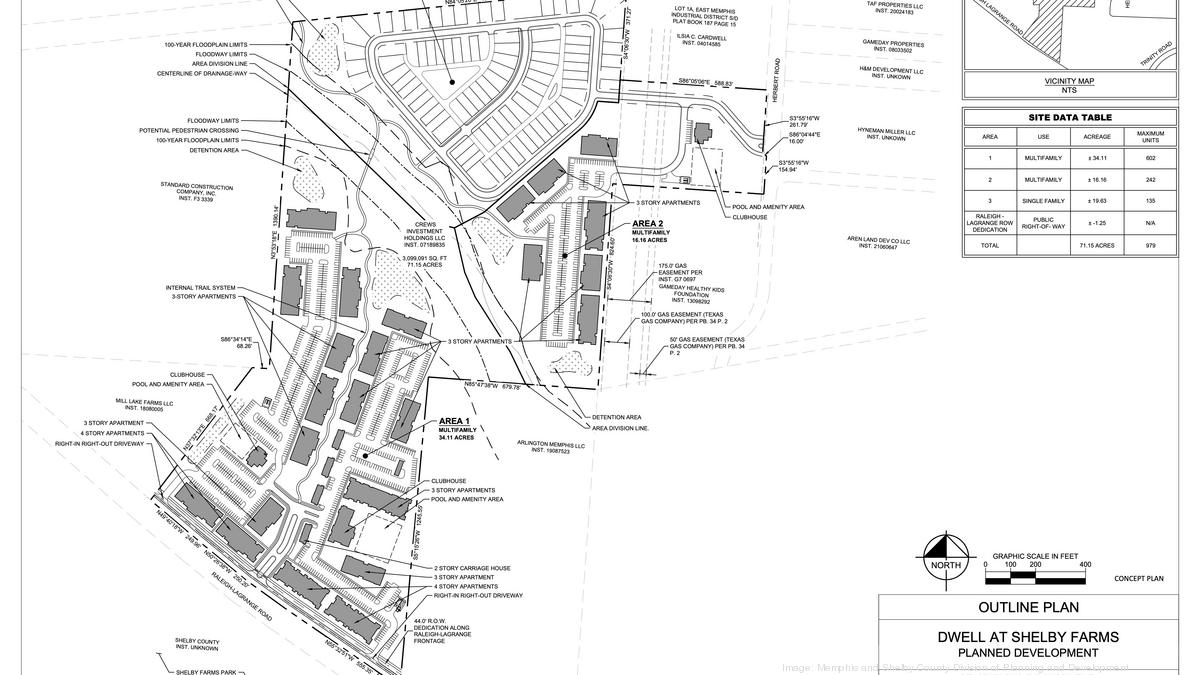 LOT 1A, EAST MEMPHIS
INDUSTRIAL DISTRICT S/D
PLAT BOOK 187 PAGE 15
ILSIA C. CARDWELL
INST. 04014585
TAF PROPERTIES LLC
INST. 20024183
GAMEDAY PROPERTIES
INST. 08033502
H&M DEVELOPMENT LLC
INST. UNKOWN
HYNEMAN MILLER LLC
INST. UNKOWN
AREN LAND DEV CO LLC
INST. 21060647
HERBERT ROAD
S4°06'30"W 371.27'
S86°05'06"E 588.83'
S3°55'16"W
261.79'
S86°04'44"E
16.00'
S3°55'16"W
154.94'
100-YEAR FLOODPLAIN LIMITS
FLOODWAY LIMITS
AREA DIVISION LINE
CENTERLINE OF DRAINAGE-WAY
FLOODWAY LIMITS
POTENTIAL PEDESTRIAN CROSSING
100-YEAR FLOODPLAIN LIMITS
DETENTION AREA
STANDARD CONSTRUCTION
COMPANY, INC.
INST. F3 3339
N3°53'18"E 1390.14'
CREWS
INVESTMENT
HOLDINGS LLC
INST. 07189835
3,099,091 SQ. FT
71.15 ACRES
3 STORY APARTMENTS
POOL AND AMENITY AREA
CLUBHOUSE
AREA 2
MULTIFAMILY
16.16 ACRES
S4°06'30"W 924.60'
175.0' GAS
EASEMENT PER
INST. G7 0697
GAMEDAY HEALTHY KIDS
FOUNDATION
INST. 13098292
100.0' GAS EASEMENT (TEXAS
GAS COMPANY) PER PB. 34 P. 2
50' GAS EASEMENT (TEXAS
GAS COMPANY) PER PB. 34
P. 2
INTERNAL TRAIL SYSTEM
3-STORY APARTMENTS
S86°34'14"E
68.26'
3 STORY APARTMENTS
N85°47'38"W 679.78'
CLUBHOUSE
POOL AND AMENITY AREA
MILL LAKE FARMS LLC
INST. 18080005
3 STORY APARTMENT
4 STORY APARTMENTS
RIGHT-IN RIGHT-OUT DRIVEWAY
DETENTION AREA
AREA DIVISION LINE.
AREA 1
MULTIFAMILY
34.11 ACRES
ARLINGTON MEMPHIS LLC
INST. 19087523
CLUBHOUSE
3 STORY APARTMENTS
POOL AND AMENITY AREA
2 STORY CARRIAGE HOUSE
3 STORY APARTMENT
4 STORY APARTMENTS
RIGHT-IN RIGHT-OUT DRIVEWAY
44.0' R.O.W.
DEDICATION ALONG
RALEIGH-LAGRANGE
FRONTAGE
RALEIGH-LAGRANGE ROAD
SHELBY COUNTY
INST. UNKNOWN
SHELBY FARMS PARK
TRINITY ROAD
VICINITY MAP
NTS
SITE DATA TABLE
AREA USE ACREAGE MAXIMUM UNITS
1 MULTIFAMILY ± 34.11 602
2 MULTIFAMILY ± 16.16 242
3 SINGLE FAMILY ± 19.63 135
RALEIGH - LAGRANGE ROW DEDICATION PUBLIC RIGHT-OF- WAY ± -1.25 N/A
TOTAL 71.15 ACRES 979
NORTH
GRAPHIC SCALE IN FEET
0 100 200 400
CONCEPT PLAN
OUTLINE PLAN
DWELL AT SHELBY FARMS
PLANNED DEVELOPMENT
Image: Memphis and Shelby County Division of Planning and Development